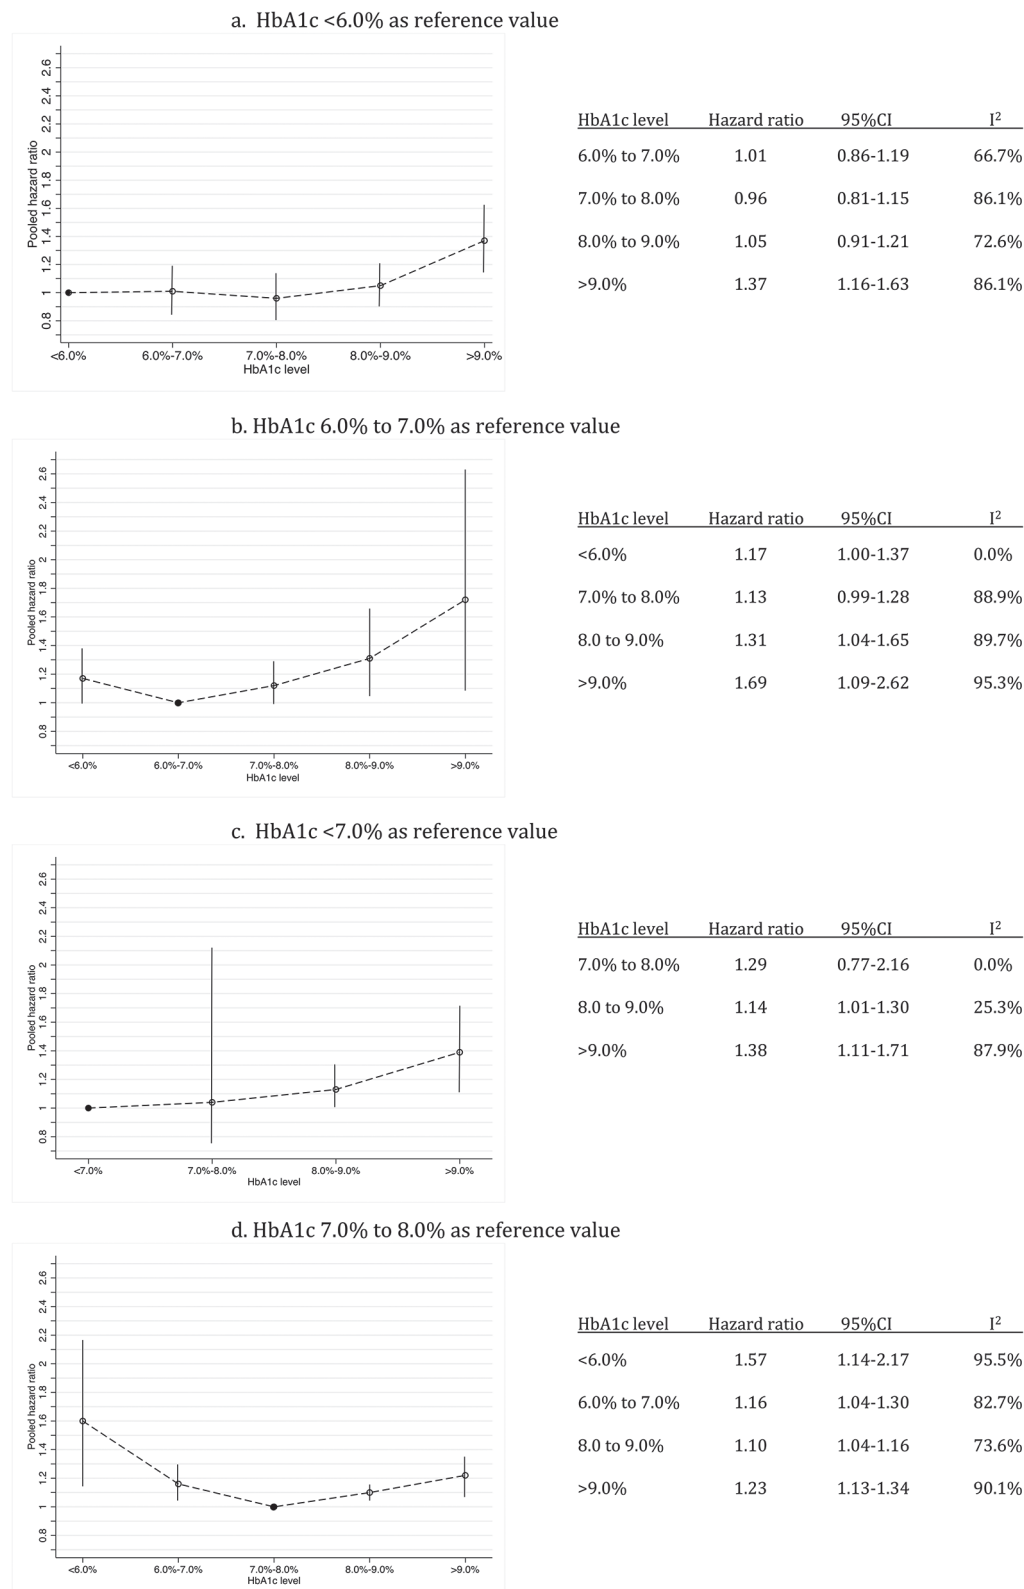 a. HbA1c <6.0% as reference value
Pooled hazard ratio
2.6
2.4
2.2
2
1.8
1.6
1.4
1.2
1
0.8
<6.0% 6.0%-7.0% 7.0%-8.0% 8.0%-9.0% >9.0%
HbA1c level
HbA1c level Hazard ratio 95%CI I²
6.0% to 7.0% 1.01 0.86-1.19 66.7%
7.0% to 8.0% 0.96 0.81-1.15 86.1%
8.0% to 9.0% 1.05 0.91-1.21 72.6%
>9.0% 1.37 1.16-1.63 86.1%
b. HbA1c 6.0% to 7.0% as reference value
Pooled hazard ratio
2.6
2.4
2.2
2
1.8
1.6
1.4
1.2
1
0.8
<6.0% 6.0%-7.0% 7.0%-8.0% 8.0%-9.0% >9.0%
HbA1c level
HbA1c level Hazard ratio 95%CI I²
<6.0% 1.17 1.00-1.37 0.0%
7.0% to 8.0% 1.13 0.99-1.28 88.9%
8.0 to 9.0% 1.31 1.04-1.65 89.7%
>9.0% 1.69 1.09-2.62 95.3%
c. HbA1c <7.0% as reference value
Pooled hazard ratio
2.6
2.4
2.2
2
1.8
1.6
1.4
1.2
1
0.8
<7.0% 7.0%-8.0% 8.0%-9.0% >9.0%
HbA1c level
HbA1c level Hazard ratio 95%CI I²
7.0% to 8.0% 1.29 0.77-2.16 0.0%
8.0 to 9.0% 1.14 1.01-1.30 25.3%
>9.0% 1.38 1.11-1.71 87.9%
d. HbA1c 7.0% to 8.0% as reference value
Pooled hazard ratio
2.6
2.4
2.2
2
1.8
1.6
1.4
1.2
1
0.8
<6.0% 6.0%-7.0% 7.0%-8.0% 8.0%-9.0% >9.0%
HbA1c level
HbA1c level Hazard ratio 95%CI I²
<6.0% 1.57 1.14-2.17 95.5%
6.0% to 7.0% 1.16 1.04-1.30 82.7%
8.0 to 9.0% 1.10 1.04-1.16 73.6%
>9.0% 1.23 1.13-1.34 90.1%